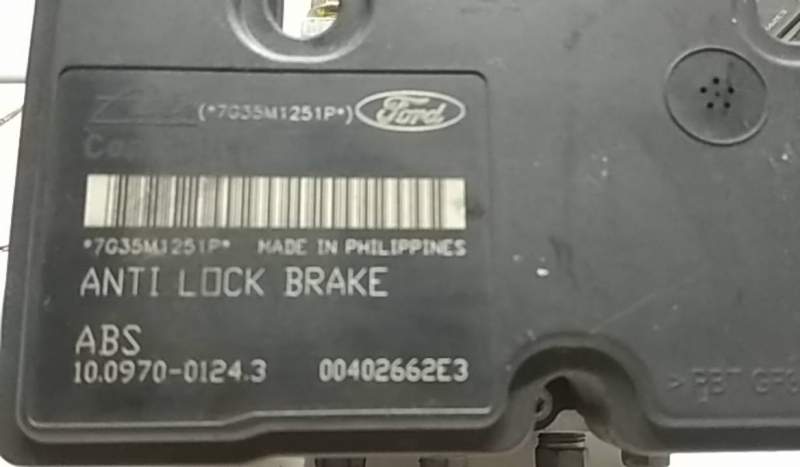 (*7G35M1251P*) Ford
*7G35M1251P* MADE IN PHILIPPINES
ANTI LOCK BRAKE
ABS
10.0970-0124.3 00402662E3